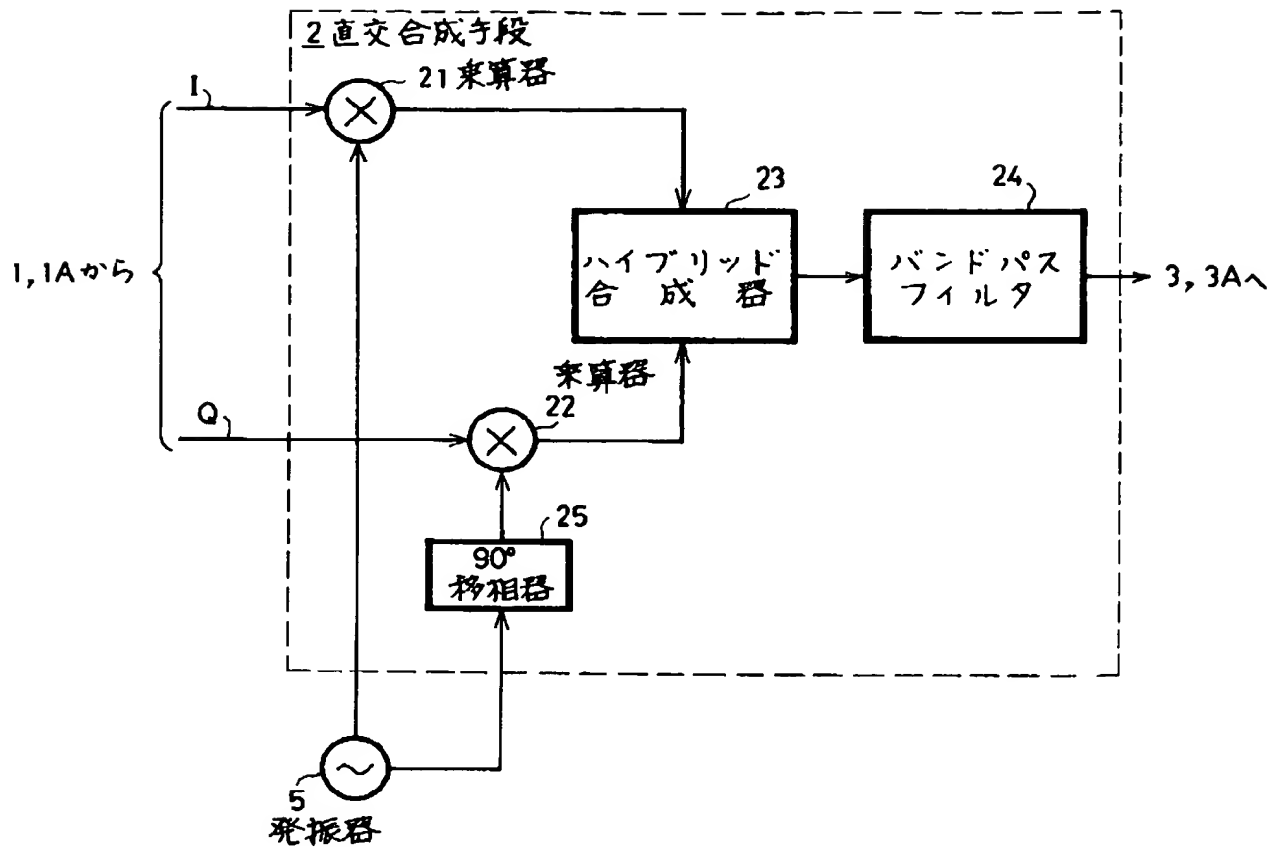 2直交合成手段
21乗算器
I
23
24
ハイブリッド
合成器
バンドパス
フィルタ
1,1Aから
3,3Aへ
乗算器
22
Q
25
90°
移相器
5
発振器